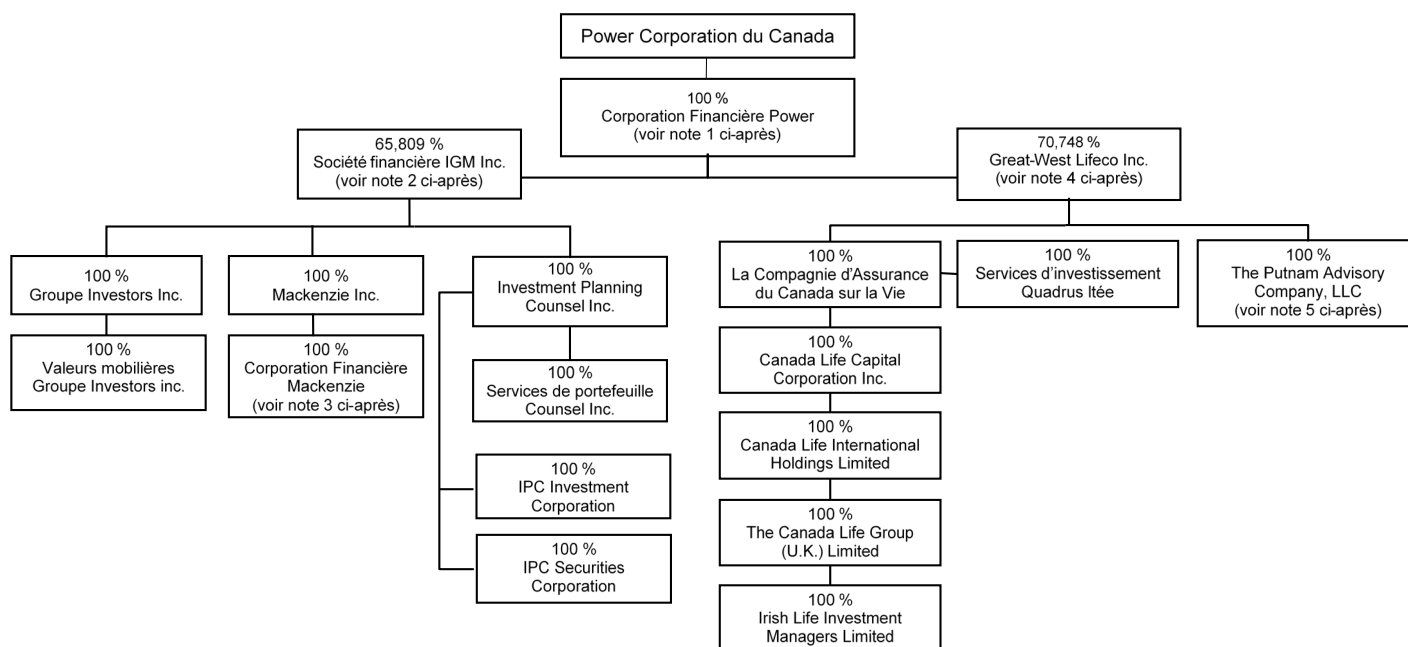 Power Corporation du Canada
100 %
Corporation Financière Power
(voir note 1 ci-après)
65,809 %
Société financière IGM Inc.
(voir note 2 ci-après)
70,748 %
Great-West Lifeco Inc.
(voir note 4 ci-après)
100 %
Groupe Investors Inc.
100 %
Mackenzie Inc.
100 %
Investment Planning
Counsel Inc.
100 %
La Compagnie d'Assurance
du Canada sur la Vie
100 %
Services d'investissement
Quadrus ltée
100 %
The Putnam Advisory
Company, LLC
(voir note 5 ci-après)
100 %
Valeurs mobilières
Groupe Investors inc.
100 %
Corporation Financière
Mackenzie
(voir note 3 ci-après)
100 %
Services de portefeuille
Counsel Inc.
100 %
Canada Life Capital
Corporation Inc.
100 %
IPC Investment
Corporation
100 %
Canada Life International
Holdings Limited
100 %
IPC Securities
Corporation
100 %
The Canada Life Group
(U.K.) Limited
100 %
Irish Life Investment
Managers Limited